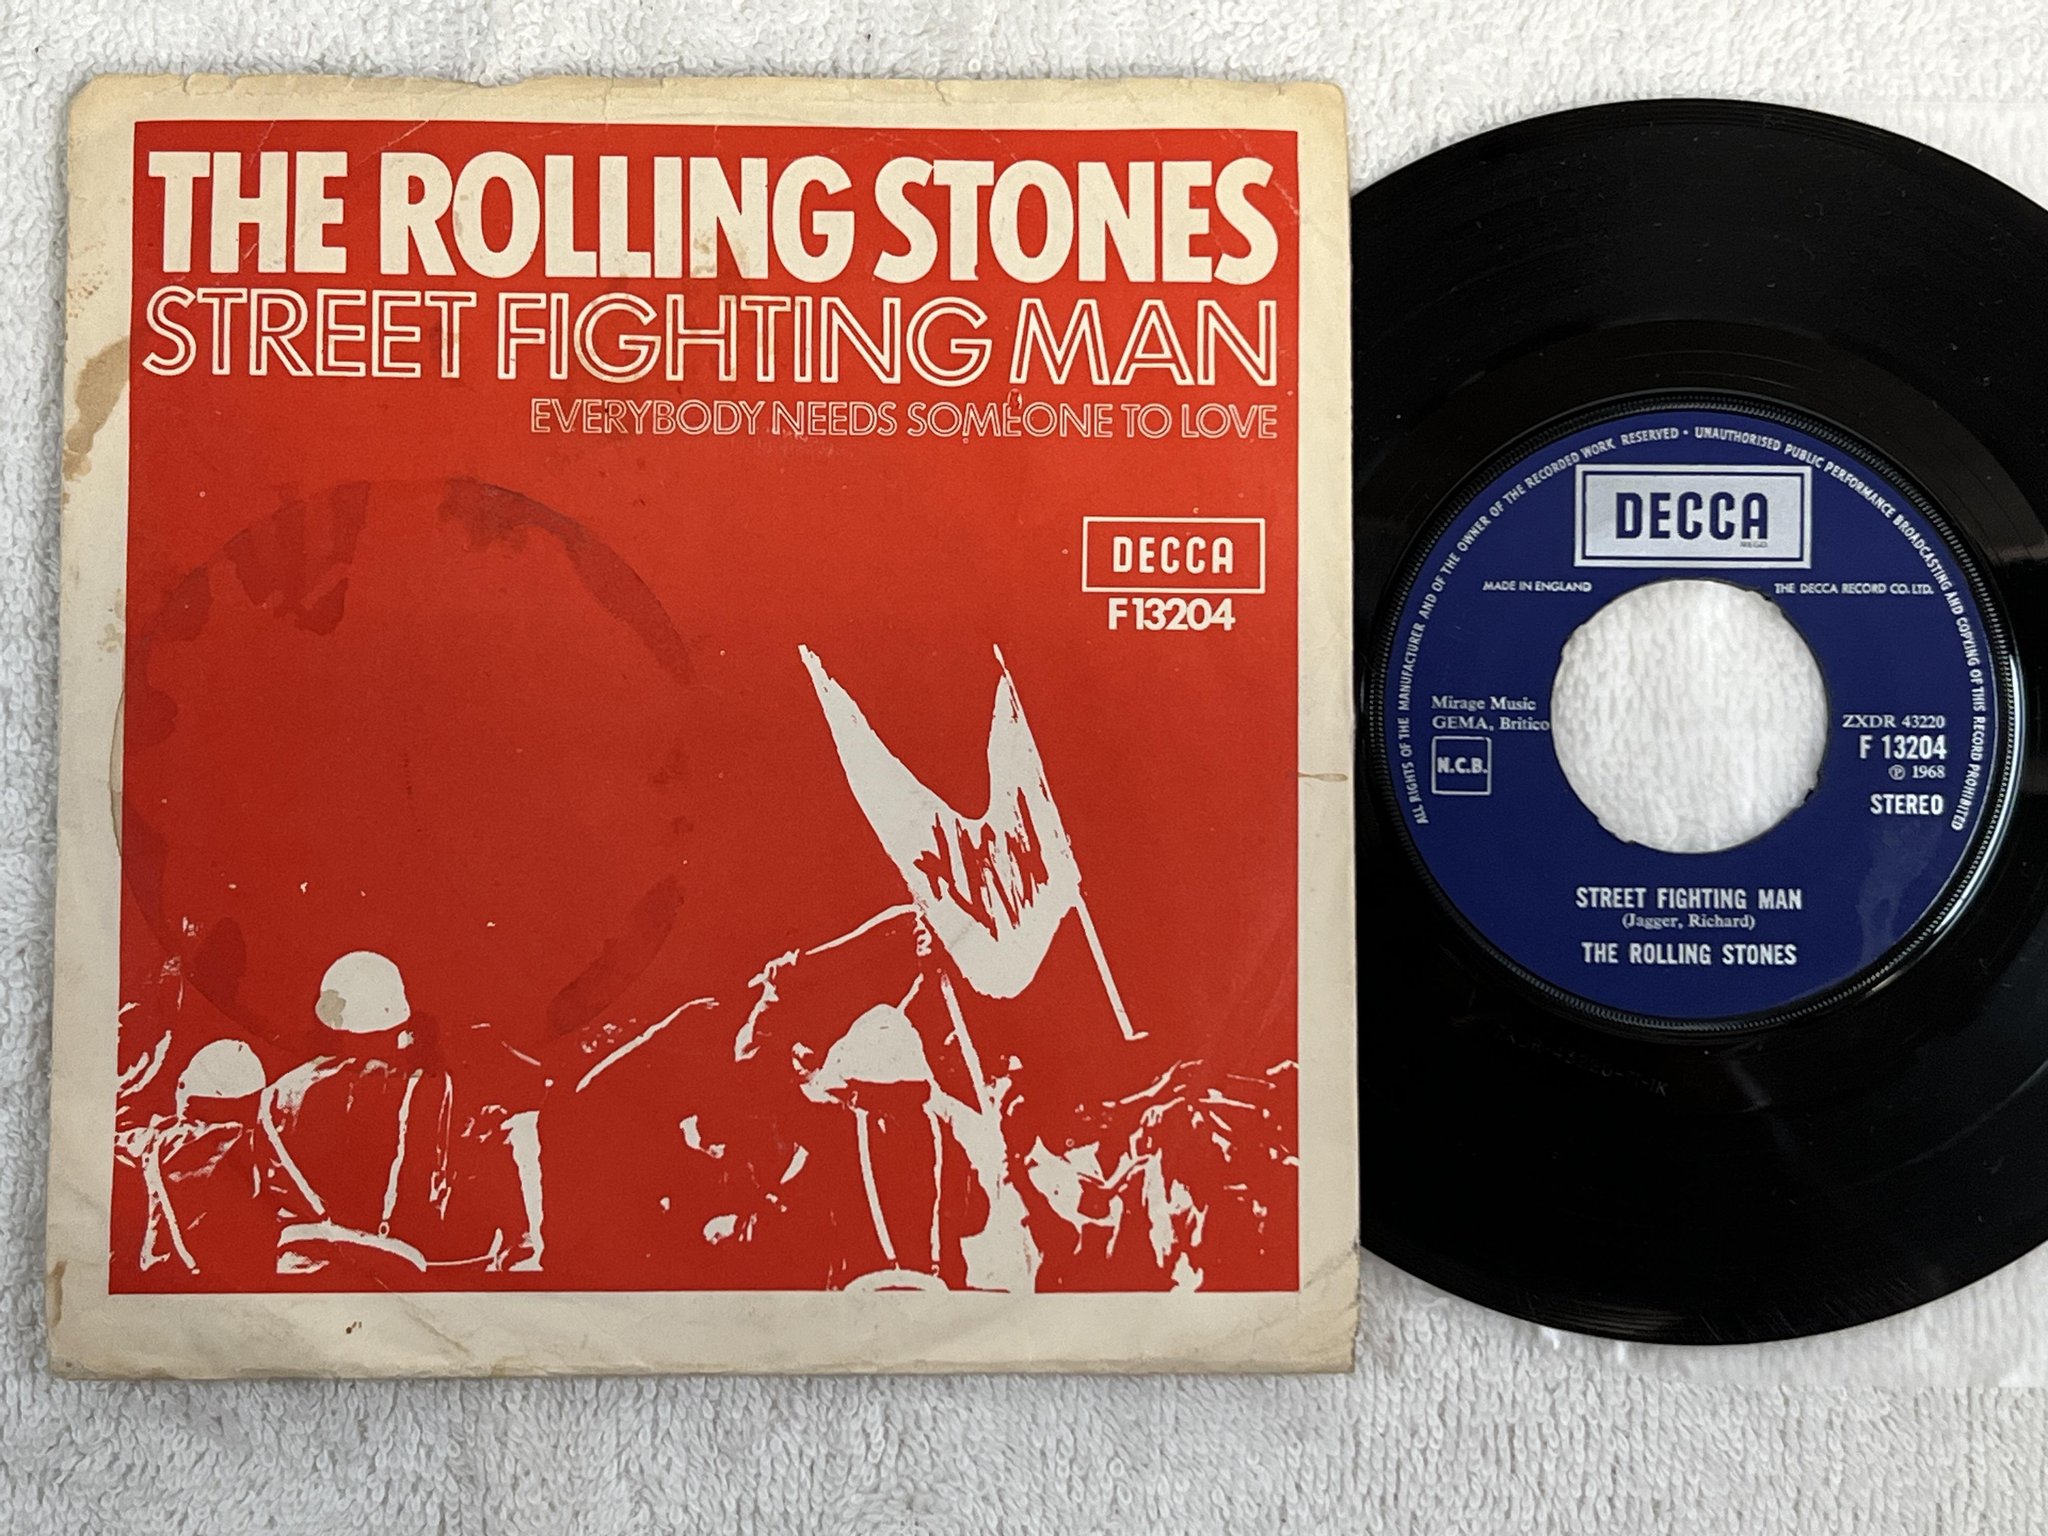 THE ROLLING STONES
STREET FIGHTING MAN
EVERYBODY NEEDS SOMEONE TO LOVE
DECCA
F 13204
ALL RIGHTS OF THE MANUFACTURER AND OF THE OWNER OF THE RECORDED WORK RESERVED • UNAUTHORISED PUBLIC PERFORMANCE BROADCASTING AND COPYING OF THIS RECORD PROHIBITED
DECCA
REGD.
MADE IN ENGLAND
THE DECCA RECORD CO. LTD.
Mirage Music
GEMA, Britico
N.C.B.
ZXDR 43220
F 13204
℗ 1968
STEREO
STREET FIGHTING MAN
(Jagger, Richard)
THE ROLLING STONES